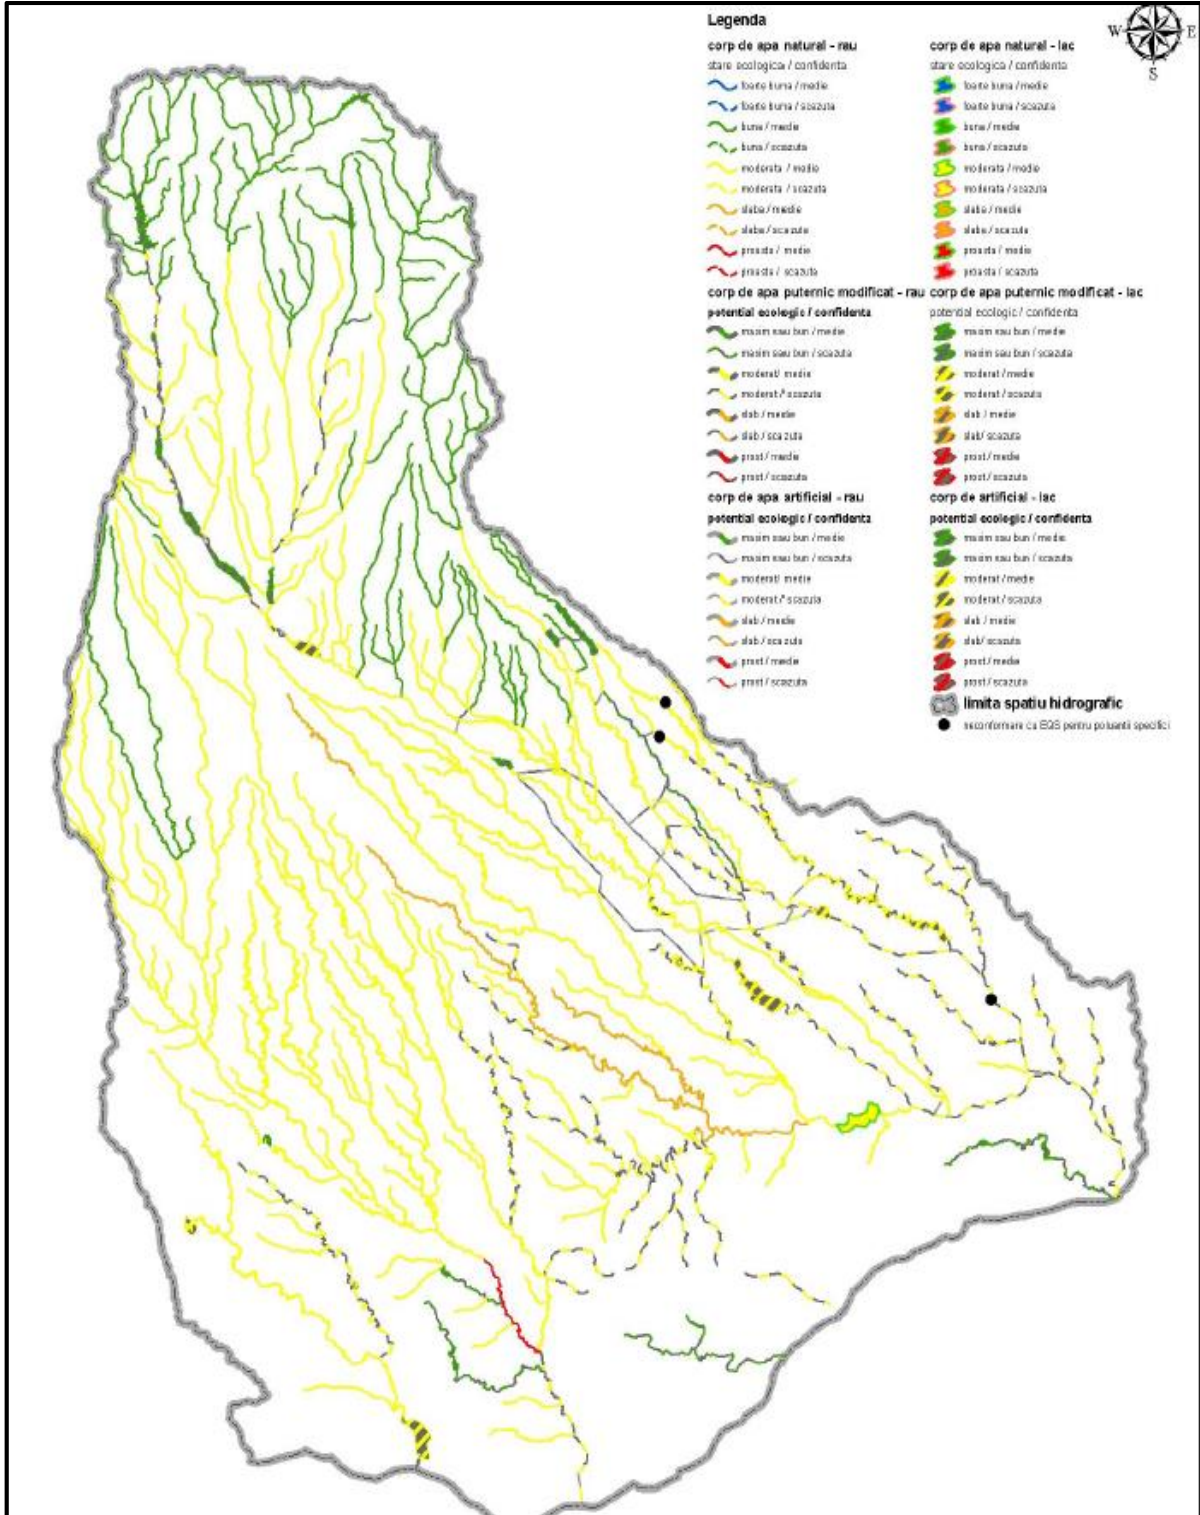 Legenda
corp de apa natural - rau
stare ecologica / confidenta
foarte buna / medie
foarte buna / scazuta
buna / medie
buna / scazuta
moderata / medie
moderata / scazuta
slaba / medie
slaba / scazuta
proasta / medie
proasta / scazuta
corp de apa puternic modificat - rau
potential ecologic / confidenta
maxim sau bun / medie
maxim sau bun / scazuta
moderat/ medie
moderat/* scazuta
slab / medie
slab / scazuta
prost / medie
prost / scazuta
corp de apa artificial - rau
potential ecologic / confidenta
maxim sau bun / medie
maxim sau bun / scazuta
moderat/ medie
moderat/* scazuta
slab / medie
slab / scazuta
prost / medie
prost / scazuta
corp de apa natural - lac
stare ecologica / confidenta
foarte buna / medie
foarte buna / scazuta
buna / medie
buna / scazuta
moderata / medie
moderata / scazuta
slaba / medie
slaba / scazuta
proasta / medie
proasta / scazuta
corp de apa puternic modificat - lac
potential ecologic / confidenta
maxim sau bun / medie
maxim sau bun / scazuta
moderat / medie
moderat / scazuta
slab / medie
slab/ scazuta
prost / medie
prost / scazuta
corp de artificial - lac
potential ecologic / confidenta
maxim sau bun / medie
maxim sau bun / scazuta
moderat / medie
moderat / scazuta
slab / medie
slab/ scazuta
prost / medie
prost / scazuta
limita spatiu hidrografic
neconformare cu EQS pentru poluantii specifici
W
E
S